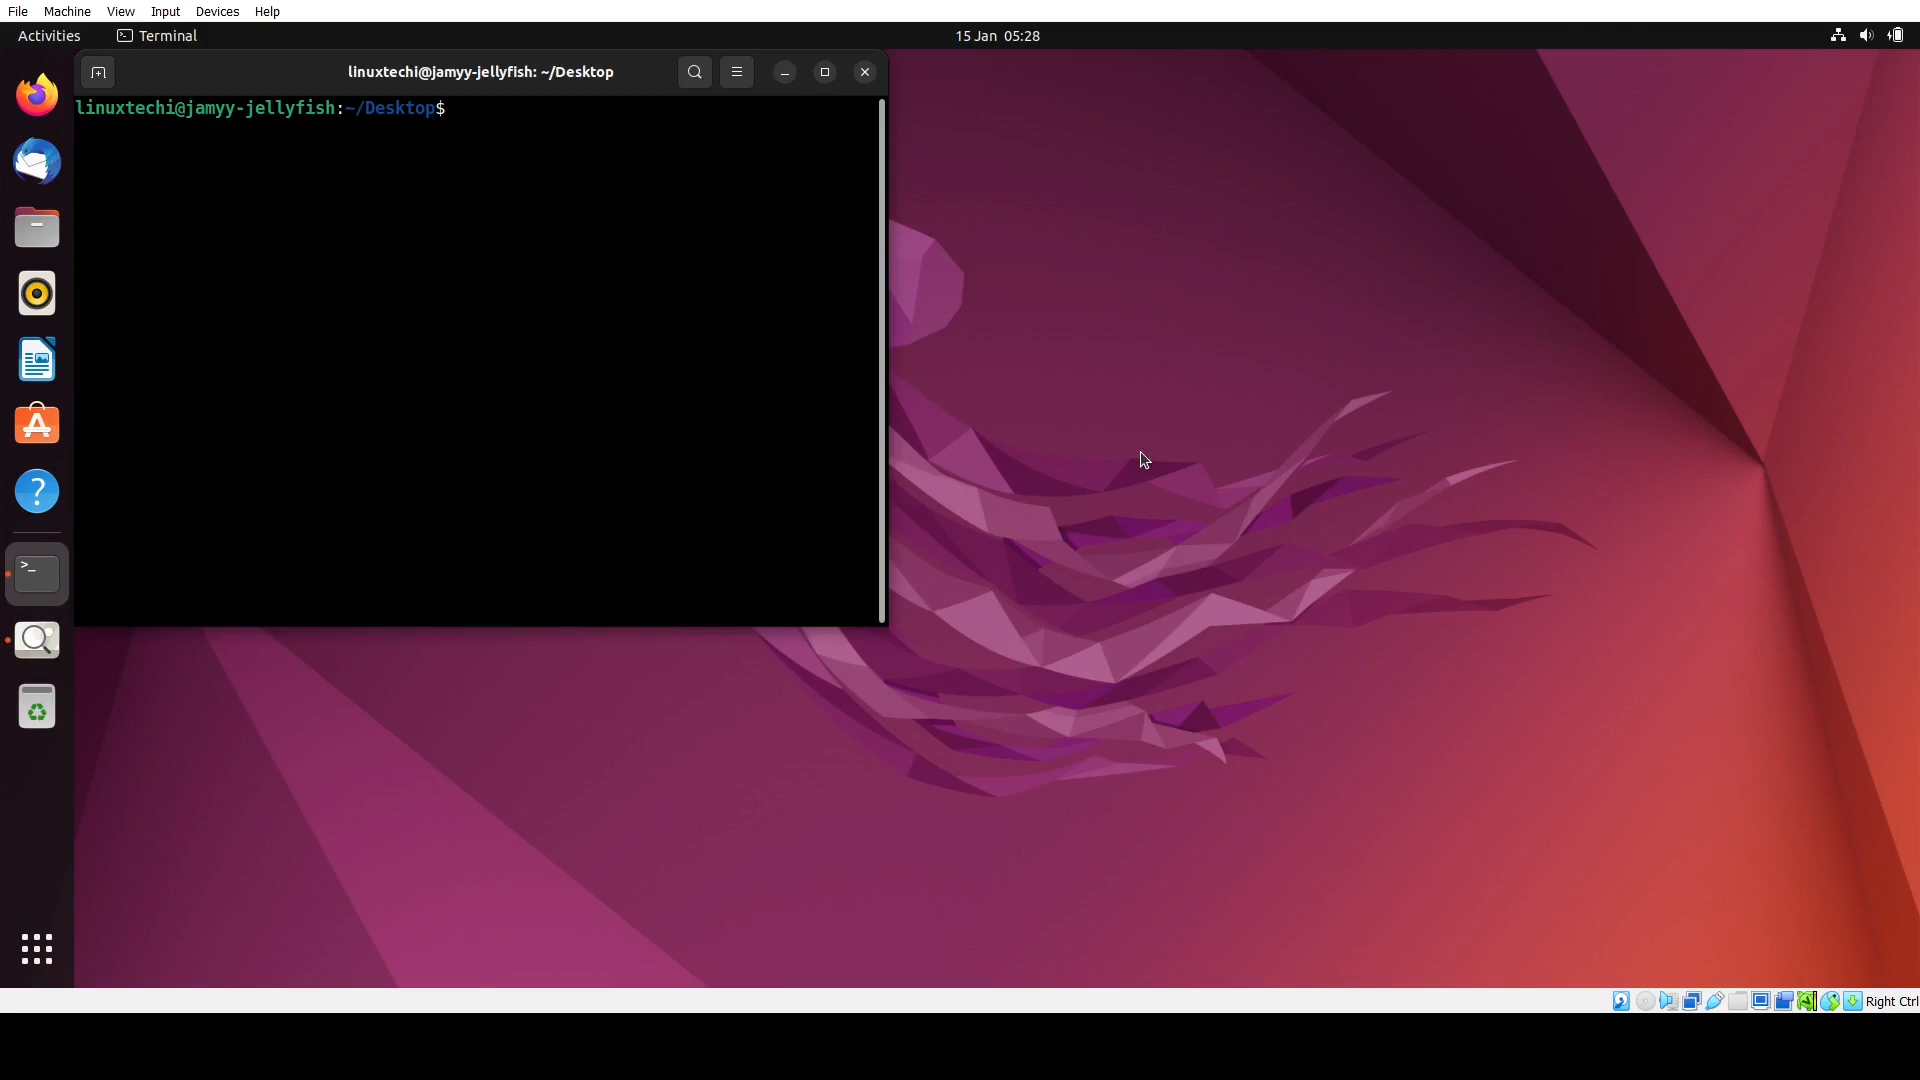 File Machine View Input Devices Help
Activities Terminal 15 Jan 05:28
linuxtechi@jamyy-jellyfish: ~/Desktop
linuxtechi@jamyy-jellyfish:~/Desktop$
>_
?
Right Ctrl